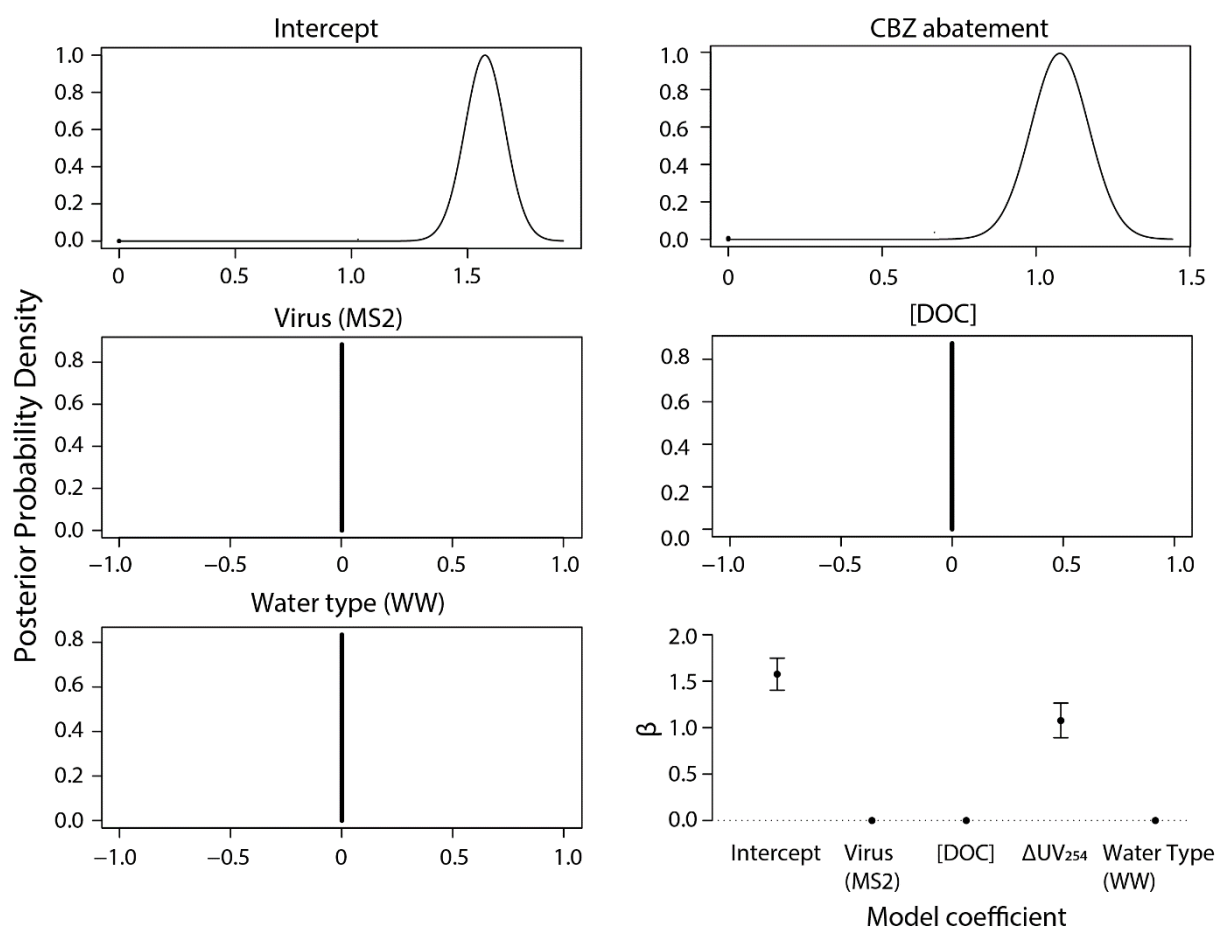 Intercept
1.0
0.8
0.6
0.4
0.2
0.0
0 0.5 1.0 1.5
CBZ abatement
1.0
0.8
0.6
0.4
0.2
0.0
0 0.5 1.0 1.5
Posterior Probability Density
Virus (MS2)
0.8
0.6
0.4
0.2
0.0
−1.0 −0.5 0 0.5 1.0
[DOC]
0.8
0.6
0.4
0.2
0.0
−1.0 −0.5 0 0.5 1.0
Water type (WW)
0.8
0.6
0.4
0.2
0.0
−1.0 −0.5 0 0.5 1.0
β
2.0
1.5
1.0
0.5
0.0
Intercept Virus [DOC] ΔUV₂₅₄ Water Type
(MS2) (WW)
Model coefficient